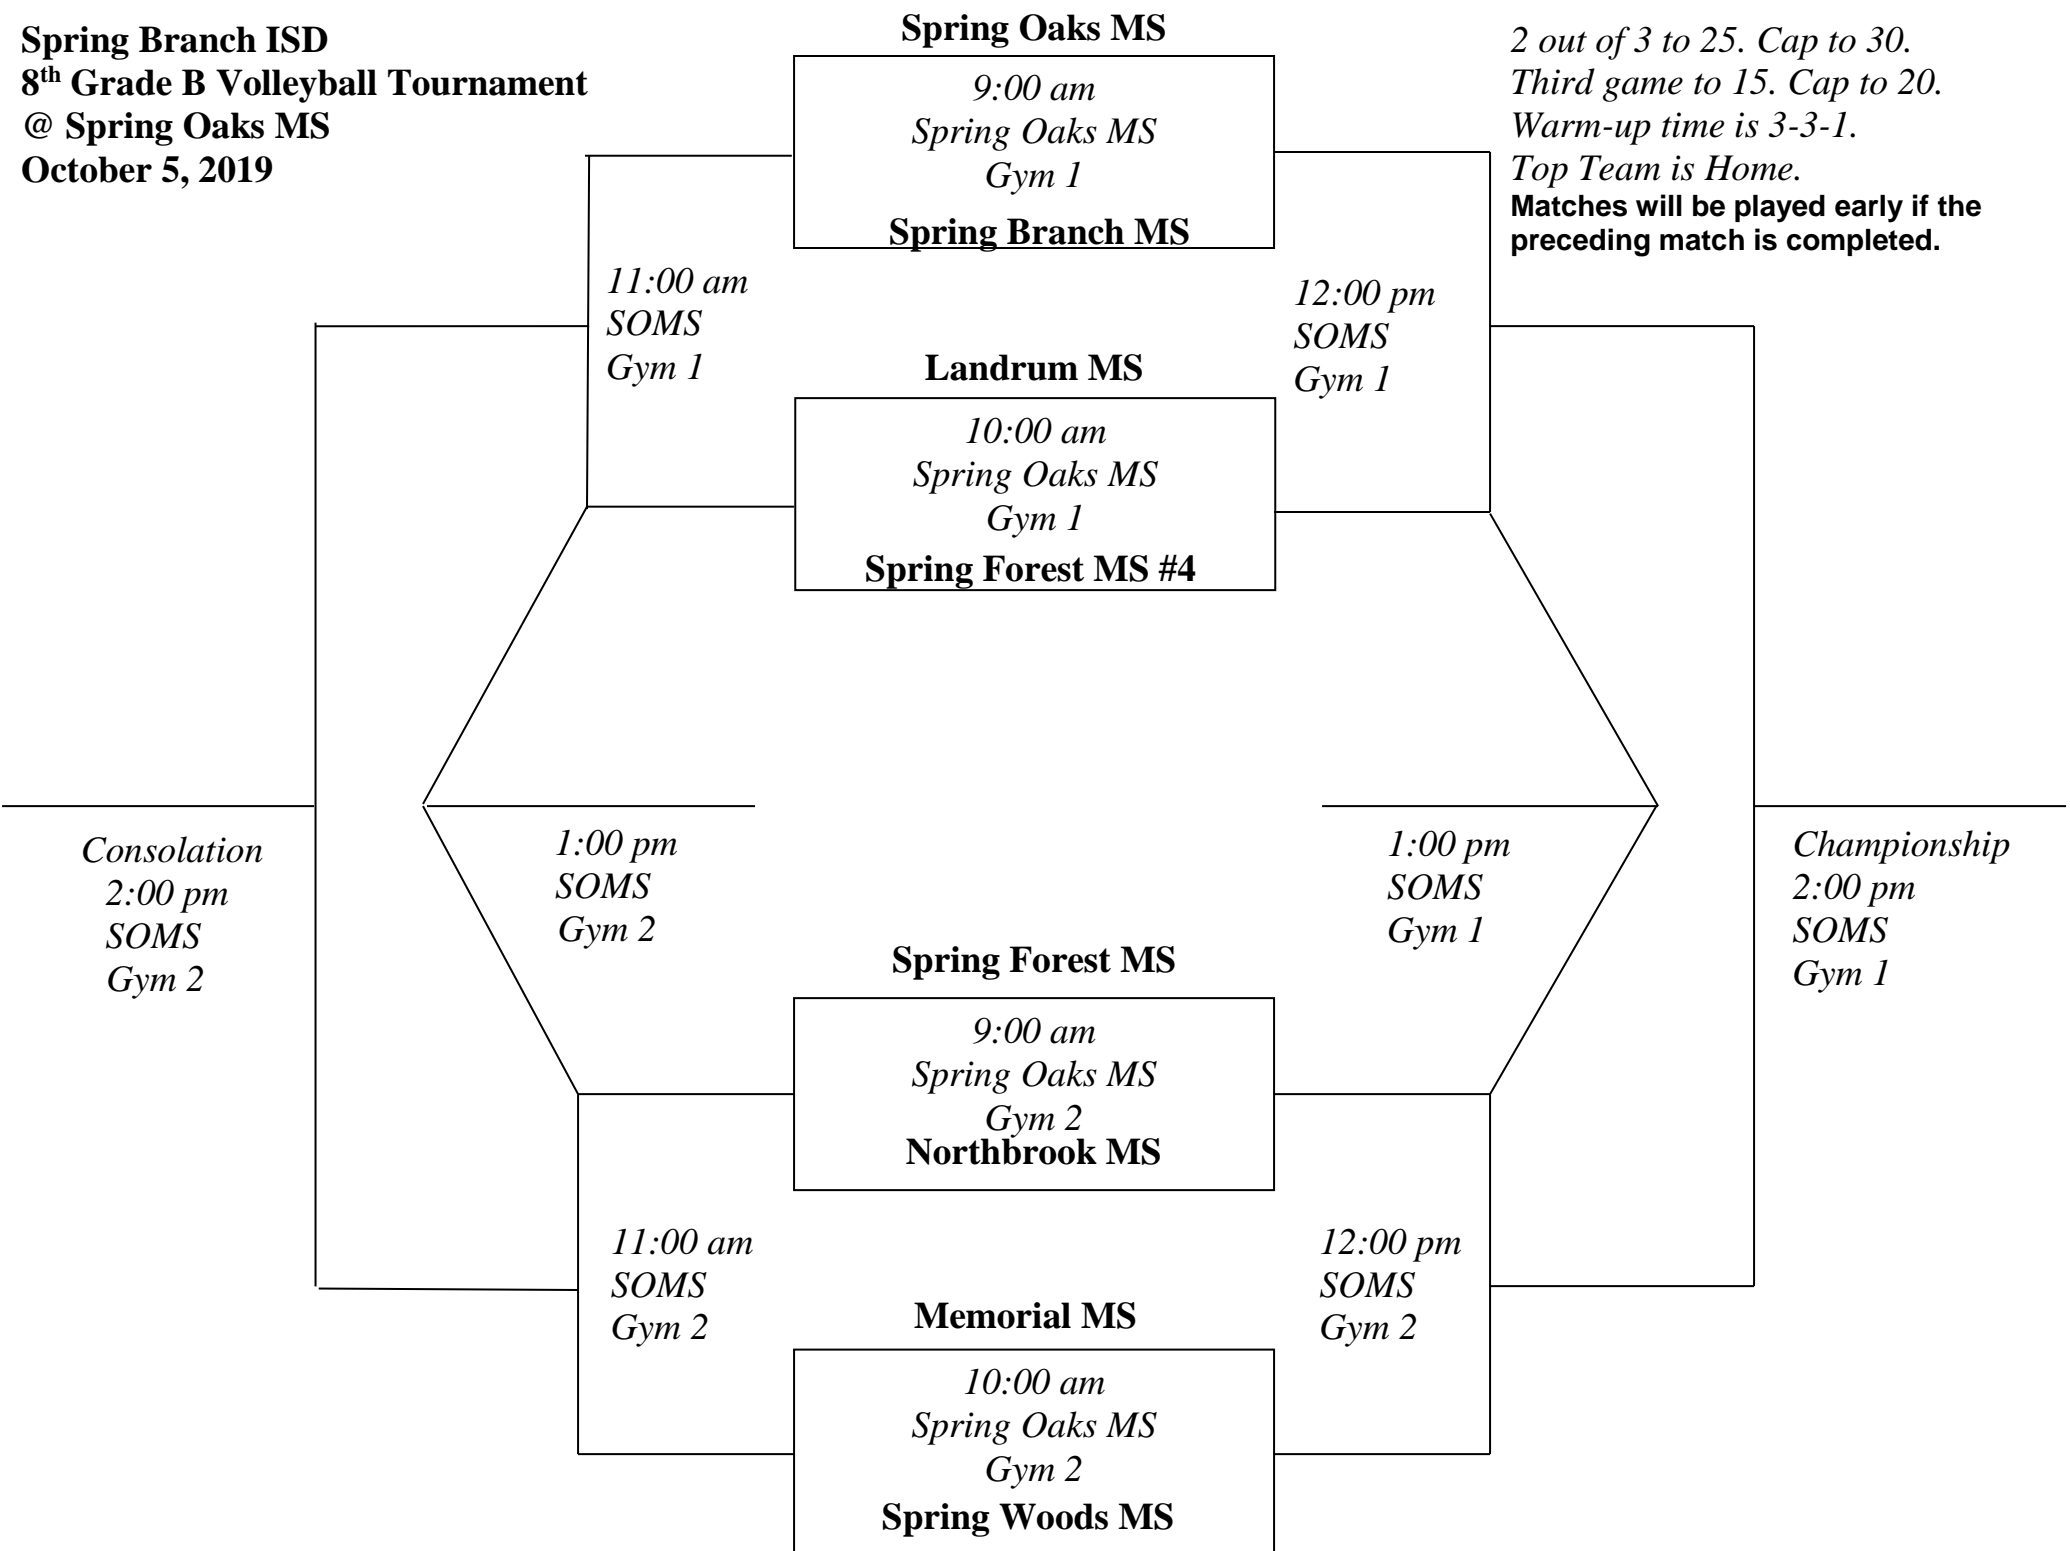 Spring Branch ISD
8th Grade B Volleyball Tournament
@ Spring Oaks MS
October 5, 2019
2 out of 3 to 25. Cap to 30.
Third game to 15. Cap to 20.
Warm-up time is 3-3-1.
Top Team is Home.
Matches will be played early if the
preceding match is completed.
Spring Oaks MS
9:00 am
Spring Oaks MS
Gym 1
Spring Branch MS
11:00 am
SOMS
Gym 1
12:00 pm
SOMS
Gym 1
Landrum MS
10:00 am
Spring Oaks MS
Gym 1
Spring Forest MS #4
Consolation
2:00 pm
SOMS
Gym 2
1:00 pm
SOMS
Gym 2
1:00 pm
SOMS
Gym 1
Championship
2:00 pm
SOMS
Gym 1
Spring Forest MS
9:00 am
Spring Oaks MS
Gym 2
Northbrook MS
11:00 am
SOMS
Gym 2
12:00 pm
SOMS
Gym 2
Memorial MS
10:00 am
Spring Oaks MS
Gym 2
Spring Woods MS